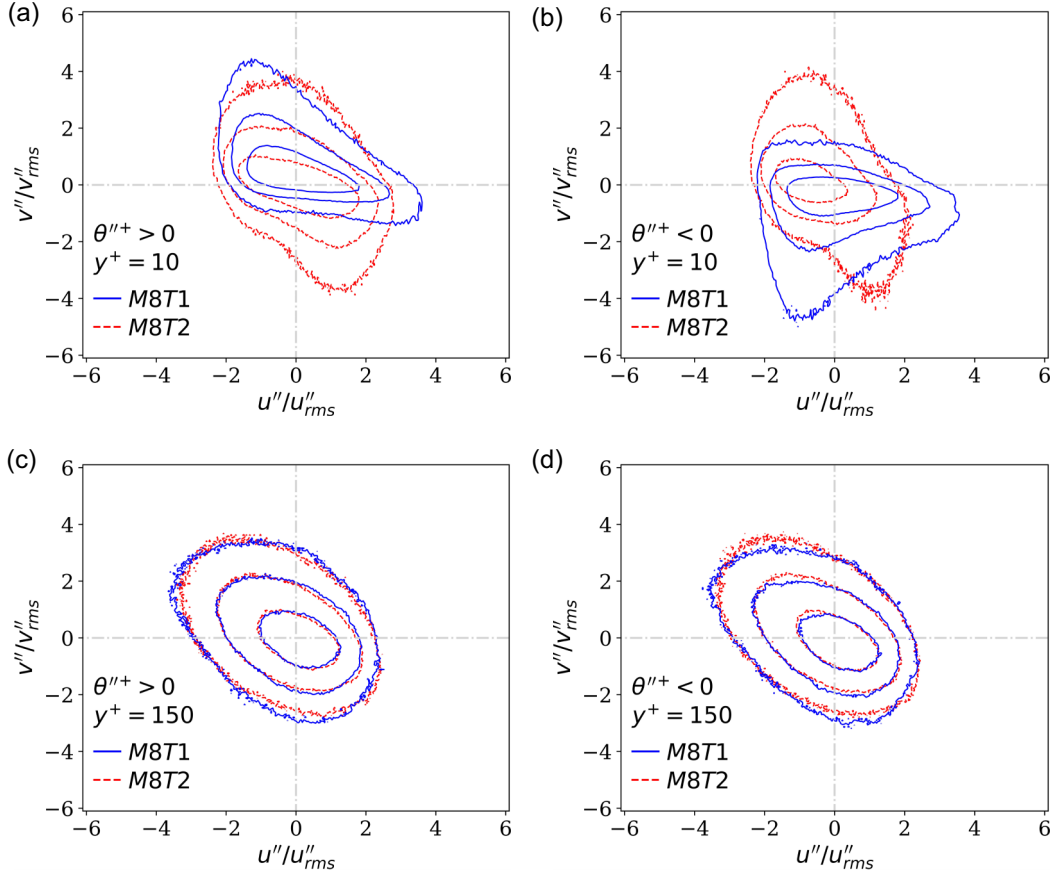 (a)
6
4
2
0
−2
−4
−6
v''/v''rms
θ''+ > 0
y+ = 10
M8T1
M8T2
−6 −4 −2 0 2 4 6
u''/u''rms
(b)
6
4
2
0
−2
−4
−6
v''/v''rms
θ''+ < 0
y+ = 10
M8T1
M8T2
−6 −4 −2 0 2 4 6
u''/u''rms
(c)
6
4
2
0
−2
−4
−6
v''/v''rms
θ''+ > 0
y+ = 150
M8T1
M8T2
−6 −4 −2 0 2 4 6
u''/u''rms
(d)
6
4
2
0
−2
−4
−6
v''/v''rms
θ''+ < 0
y+ = 150
M8T1
M8T2
−6 −4 −2 0 2 4 6
u''/u''rms